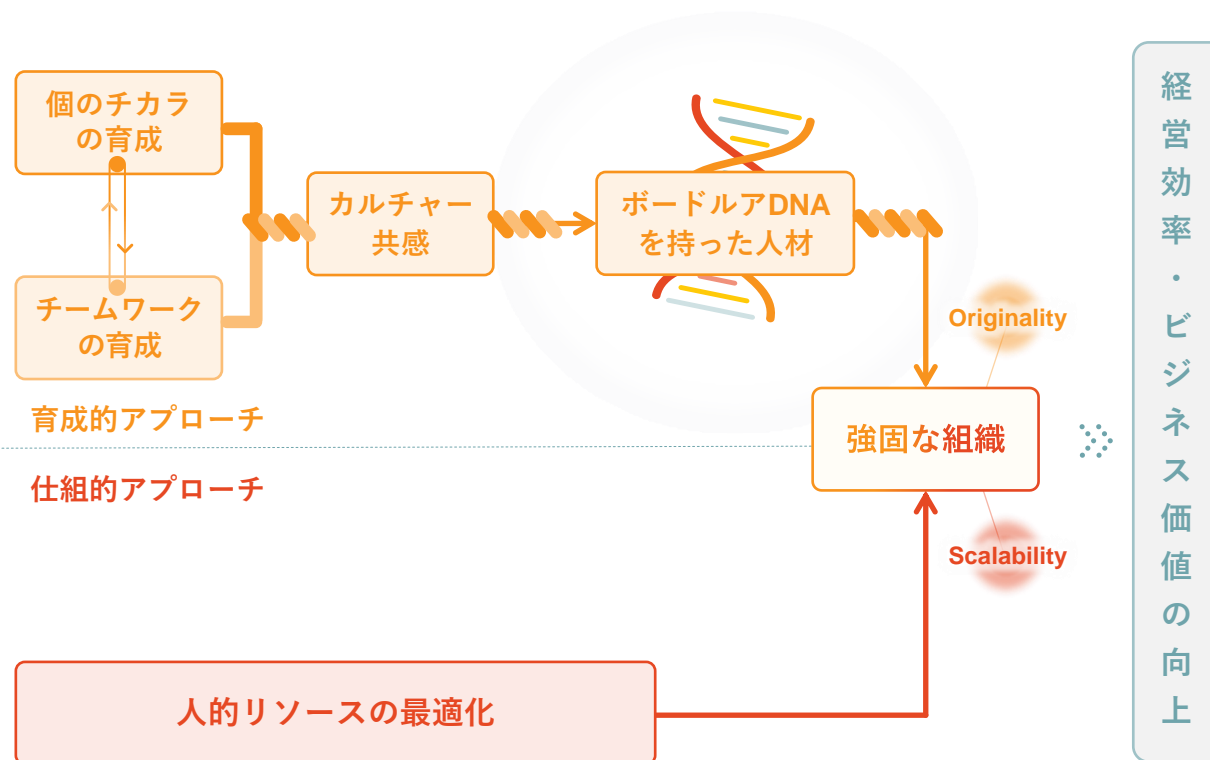 個のチカラ
の育成
チームワーク
の育成
カルチャー
共感
ボードルアDNA
を持った人材
育成的アプローチ
仕組的アプローチ
Originality
強固な組織
Scalability
人的リソースの最適化
経営効率・ビジネス価値の向上